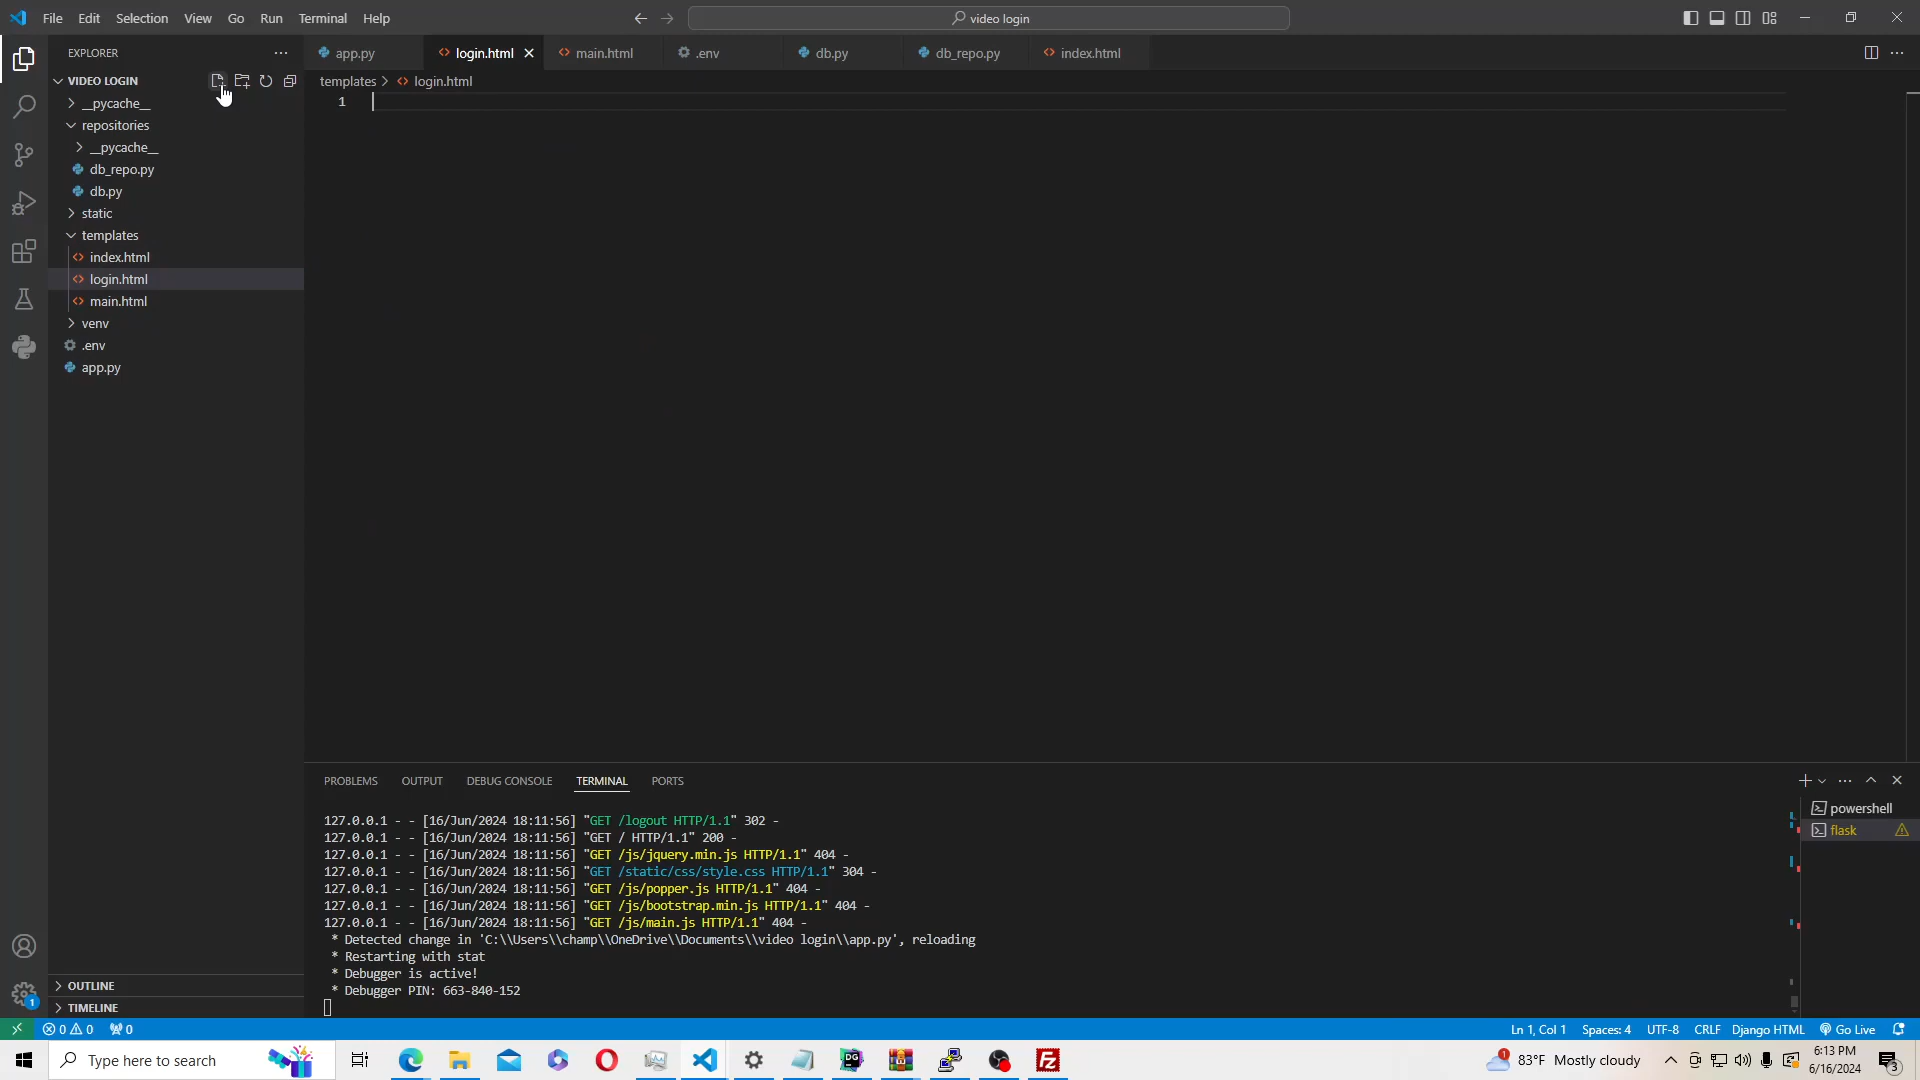 File Edit Selection View Go Run Terminal Help
video login
EXPLORER
app.py
login.html
main.html
.env
db.py
db_repo.py
index.html
VIDEO LOGIN
templates > login.html
1
__pycache__
repositories
__pycache__
db_repo.py
db.py
static
templates
index.html
login.html
main.html
venv
.env
app.py
OUTLINE
TIMELINE
PROBLEMS OUTPUT DEBUG CONSOLE TERMINAL PORTS
127.0.0.1 - - [16/Jun/2024 18:11:56] "GET /logout HTTP/1.1" 302 -
127.0.0.1 - - [16/Jun/2024 18:11:56] "GET / HTTP/1.1" 200 -
127.0.0.1 - - [16/Jun/2024 18:11:56] "GET /js/jquery.min.js HTTP/1.1" 404 -
127.0.0.1 - - [16/Jun/2024 18:11:56] "GET /static/css/style.css HTTP/1.1" 304 -
127.0.0.1 - - [16/Jun/2024 18:11:56] "GET /js/popper.js HTTP/1.1" 404 -
127.0.0.1 - - [16/Jun/2024 18:11:56] "GET /js/bootstrap.min.js HTTP/1.1" 404 -
127.0.0.1 - - [16/Jun/2024 18:11:56] "GET /js/main.js HTTP/1.1" 404 -
* Detected change in 'C:\\Users\\champ\\OneDrive\\Documents\\video login\\app.py', reloading
* Restarting with stat
* Debugger is active!
* Debugger PIN: 663-840-152
powershell
flask
1
0 0 0
Ln 1, Col 1 Spaces: 4 UTF-8 CRLF Django HTML Go Live
Type here to search
DG
Fz
1
83°F Mostly cloudy
6:13 PM
6/16/2024
3